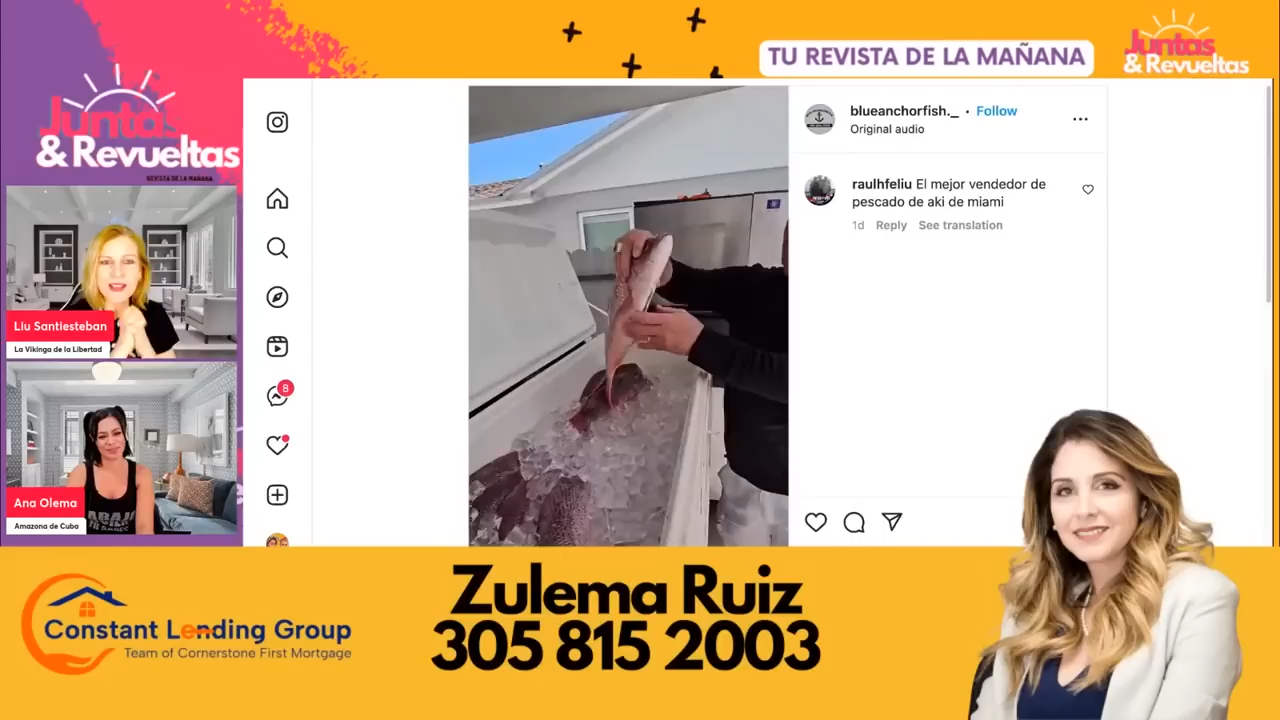 TU REVISTA DE LA MAÑANA
Juntas
& Revueltas
Juntas
& Revueltas
REVISTA DE LA MAÑANA
Liu Santiesteban
La Vikinga de la Libertad
Ana Olema
Amazona de Cuba
8
blueanchorfish._ • Follow
Original audio
raulhfeliu El mejor vendedor de
pescado de aki de miami
1d Reply See translation
Constant Lending Group
Team of Cornerstone First Mortgage
Zulema Ruiz
305 815 2003